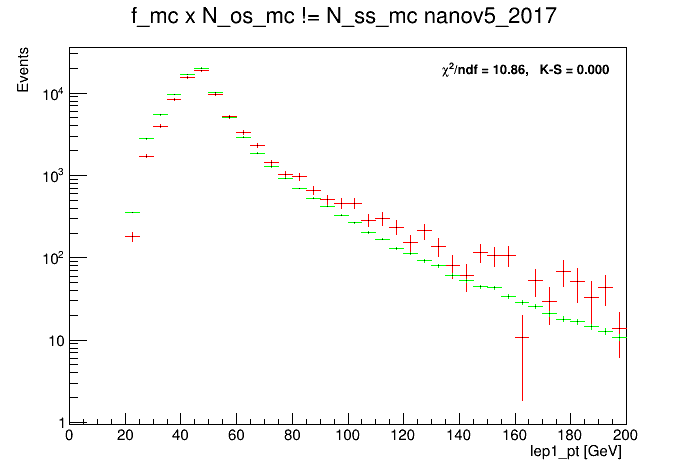 f_mc x N_os_mc != N_ss_mc nanov5_2017
Events
χ²/ndf = 10.86, K-S = 0.000
10⁴
10³
10²
10
1
0 20 40 60 80 100 120 140 160 180 200
lep1_pt [GeV]